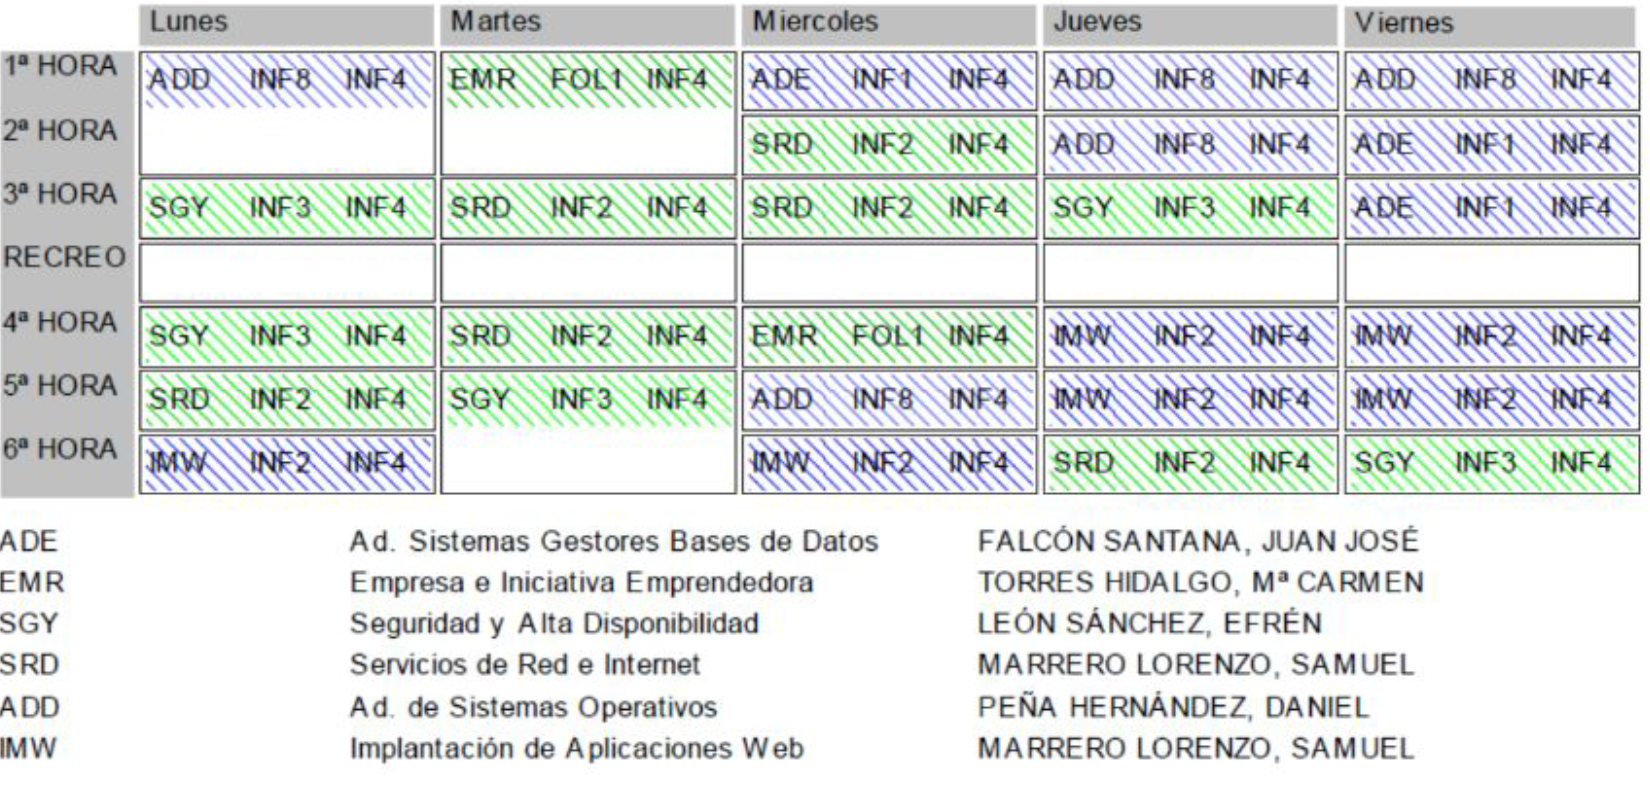 Lunes Martes Miercoles Jueves Viernes
1ª HORA ADD INF8 INF4 EMR FOL1 INF4 ADE INF1 INF4 ADD INF8 INF4 ADD INF8 INF4
2ª HORA SRD INF2 INF4 ADD INF8 INF4 ADE INF1 INF4
3ª HORA SGY INF3 INF4 SRD INF2 INF4 SRD INF2 INF4 SGY INF3 INF4 ADE INF1 INF4
RECREO
4ª HORA SGY INF3 INF4 SRD INF2 INF4 EMR FOL1 INF4 IMW INF2 INF4 IMW INF2 INF4
5ª HORA SRD INF2 INF4 SGY INF3 INF4 ADD INF8 INF4 IMW INF2 INF4 IMW INF2 INF4
6ª HORA IMW INF2 INF4 IMW INF2 INF4 SRD INF2 INF4 SGY INF3 INF4
ADE Ad. Sistemas Gestores Bases de Datos FALCÓN SANTANA, JUAN JOSÉ
EMR Empresa e Iniciativa Emprendedora TORRES HIDALGO, Mª CARMEN
SGY Seguridad y Alta Disponibilidad LEÓN SÁNCHEZ, EFRÉN
SRD Servicios de Red e Internet MARRERO LORENZO, SAMUEL
ADD Ad. de Sistemas Operativos PEÑA HERNÁNDEZ, DANIEL
IMW Implantación de Aplicaciones Web MARRERO LORENZO, SAMUEL